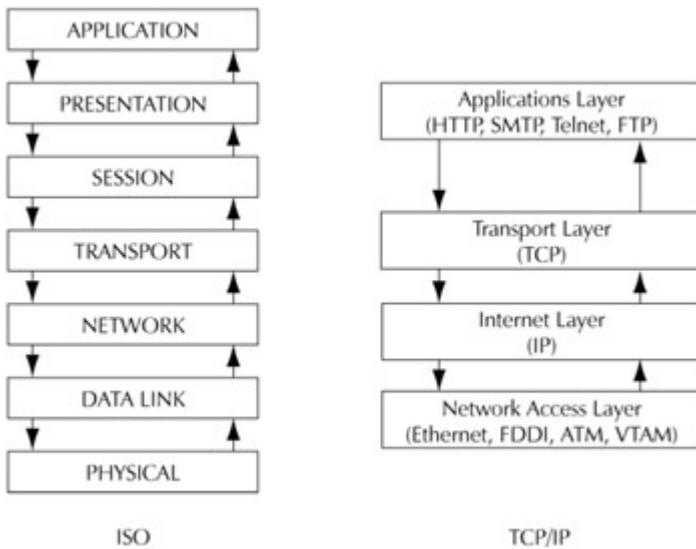 APPLICATION
PRESENTATION
SESSION
TRANSPORT
NETWORK
DATA LINK
PHYSICAL
ISO
Applications Layer
(HTTP, SMTP, Telnet, FTP)
Transport Layer
(TCP)
Internet Layer
(IP)
Network Access Layer
(Ethernet, FDDI, ATM, VTAM)
TCP/IP